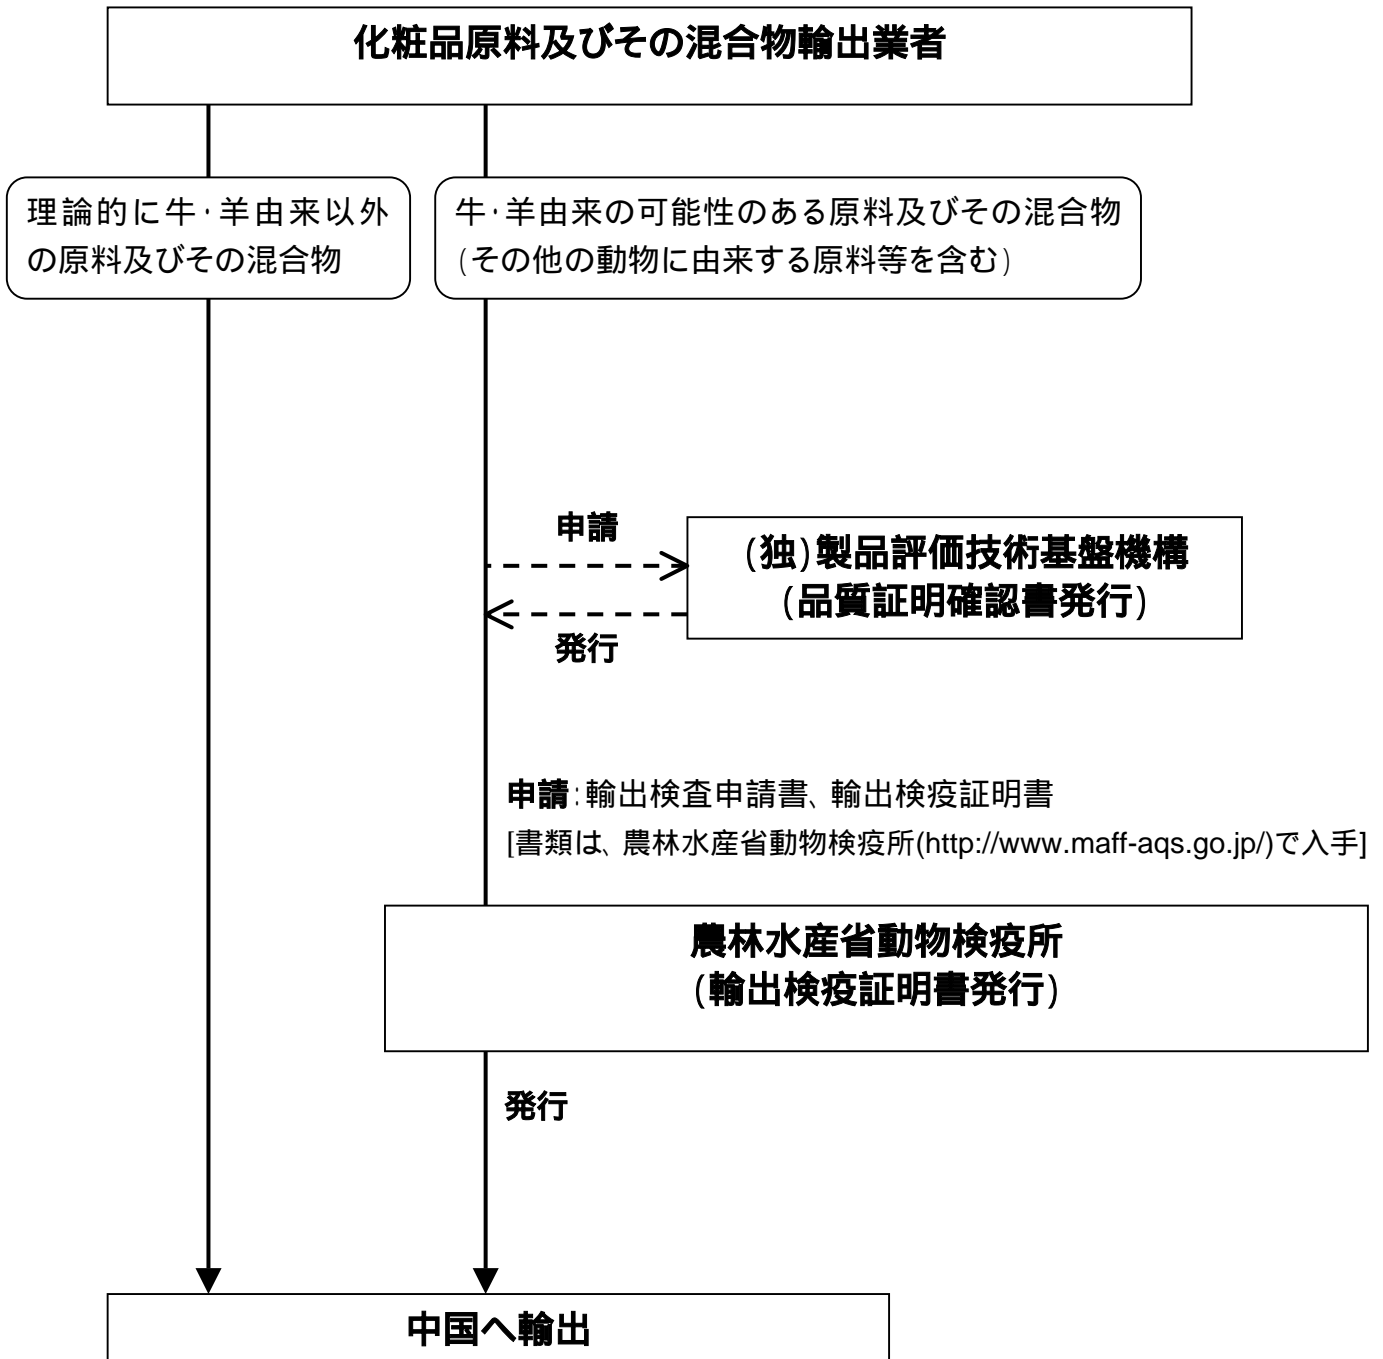 化粧品原料及びその混合物輸出業者
理論的に牛・羊由来以外
の原料及びその混合物
牛・羊由来の可能性のある原料及びその混合物
(その他の動物に由来する原料等を含む)
申請
(独)製品評価技術基盤機構
(品質証明確認書発行)
発行
申請:輸出検査申請書、輸出検疫証明書
[書類は、農林水産省動物検疫所(http://www.maff-aqs.go.jp/)で入手]
農林水産省動物検疫所
(輸出検疫証明書発行)
発行
中国へ輸出